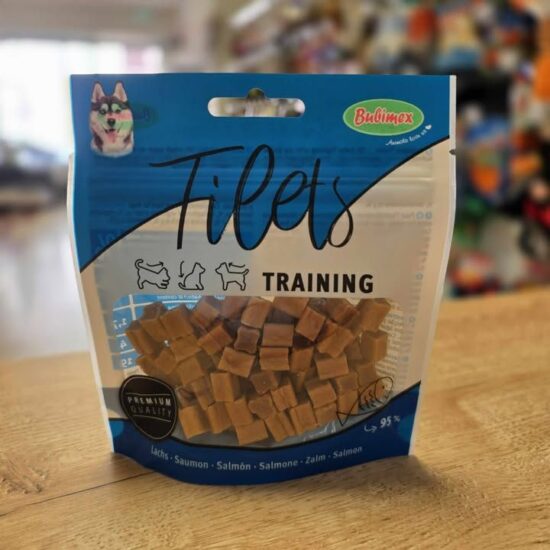 Bubimex
Filets
TRAINING
PREMIUM
QUALITY
95%
Lachs · Saumon · Salmón · Salmone · Zalm · Salmon